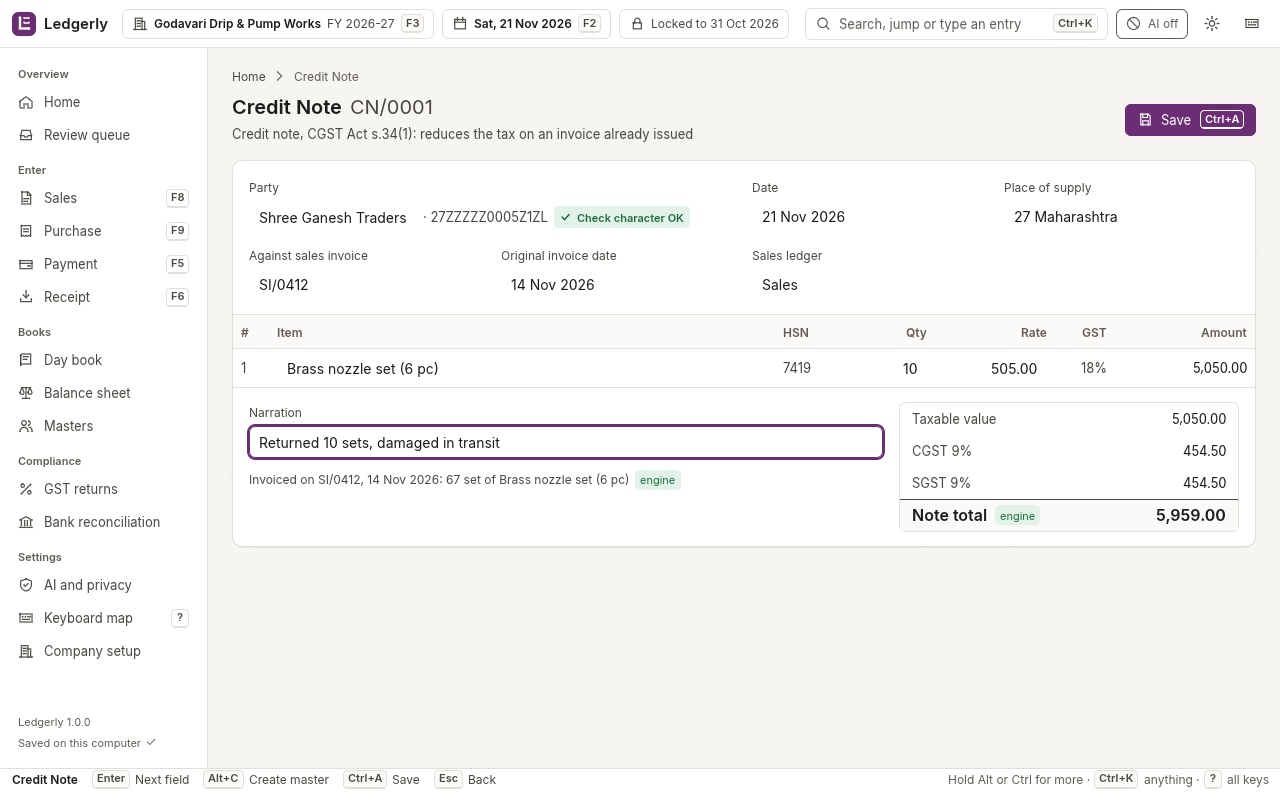 Ledgerly
Godavari Drip & Pump Works FY 2026-27 F3
Sat, 21 Nov 2026 F2
Locked to 31 Oct 2026
Search, jump or type an entry Ctrl+K
AI off
Overview
Home
Review queue
Enter
Sales F8
Purchase F9
Payment F5
Receipt F6
Books
Day book
Balance sheet
Masters
Compliance
GST returns
Bank reconciliation
Settings
AI and privacy
Keyboard map ?
Company setup
Ledgerly 1.0.0
Saved on this computer
Home Credit Note
Credit Note CN/0001
Credit note, CGST Act s.34(1): reduces the tax on an invoice already issued
Save Ctrl+A
Party Date Place of supply
Shree Ganesh Traders · 27ZZZZZ0005Z1ZL Check character OK 21 Nov 2026 27 Maharashtra
Against sales invoice Original invoice date Sales ledger
SI/0412 14 Nov 2026 Sales
# Item HSN Qty Rate GST Amount
1 Brass nozzle set (6 pc) 7419 10 505.00 18% 5,050.00
Narration
Returned 10 sets, damaged in transit
Invoiced on SI/0412, 14 Nov 2026: 67 set of Brass nozzle set (6 pc) engine
Taxable value 5,050.00
CGST 9% 454.50
SGST 9% 454.50
Note total engine 5,959.00
Credit Note Enter Next field Alt+C Create master Ctrl+A Save Esc Back
Hold Alt or Ctrl for more · Ctrl+K anything · ? all keys